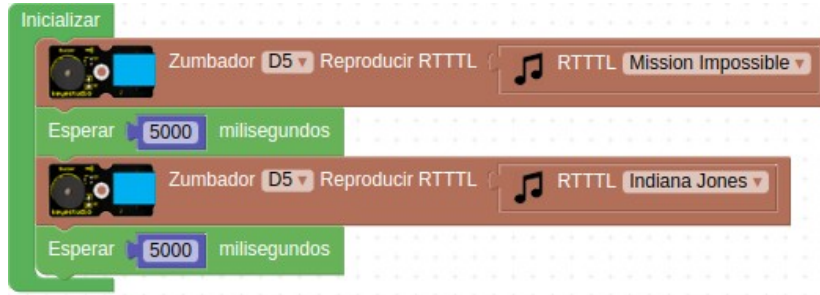 Inicializar
Zumbador D5 Reproducir RTTTL RTTTL Mission Impossible
Esperar 5000 milisegundos
Zumbador D5 Reproducir RTTTL RTTTL Indiana Jones
Esperar 5000 milisegundos